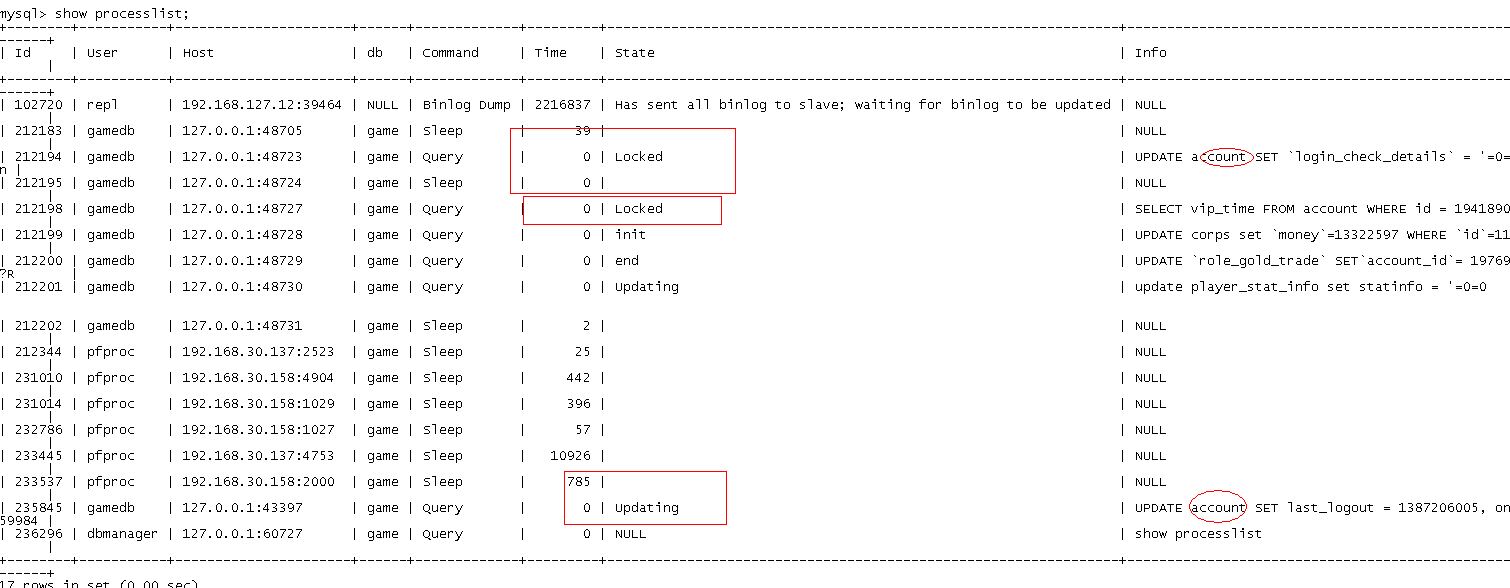 mysql> show processlist;
+--------+-----------+----------------------+------+-------------+---------+----------------------------------------------------------------+------------------------------------------------
------+
| Id | User | Host | db | Command | Time | State | Info
|
+--------+-----------+----------------------+------+-------------+---------+----------------------------------------------------------------+------------------------------------------------
------+
| 102720 | repl | 192.168.127.12:39464 | NULL | Binlog Dump | 2216837 | Has sent all binlog to slave; waiting for binlog to be updated | NULL
|
| 212183 | gamedb | 127.0.0.1:48705 | game | Sleep | 39 | | NULL
|
| 212194 | gamedb | 127.0.0.1:48723 | game | Query | 0 | Locked | UPDATE account SET `login_check_details` = '=0=
n |
| 212195 | gamedb | 127.0.0.1:48724 | game | Sleep | 0 | | NULL
|
| 212198 | gamedb | 127.0.0.1:48727 | game | Query | 0 | Locked | SELECT vip_time FROM account WHERE id = 1941890
|
| 212199 | gamedb | 127.0.0.1:48728 | game | Query | 0 | init | UPDATE corps set `money`=13322597 WHERE `id`=11
|
| 212200 | gamedb | 127.0.0.1:48729 | game | Query | 0 | end | UPDATE `role_gold_trade` SET`account_id`= 19769
?R |
| 212201 | gamedb | 127.0.0.1:48730 | game | Query | 0 | Updating | update player_stat_info set statinfo = '=0=0
| 212202 | gamedb | 127.0.0.1:48731 | game | Sleep | 2 | | NULL
|
| 212344 | pfproc | 192.168.30.137:2523 | game | Sleep | 25 | | NULL
|
| 231010 | pfproc | 192.168.30.158:4904 | game | Sleep | 442 | | NULL
|
| 231014 | pfproc | 192.168.30.158:1029 | game | Sleep | 396 | | NULL
|
| 232786 | pfproc | 192.168.30.158:1027 | game | Sleep | 57 | | NULL
|
| 233445 | pfproc | 192.168.30.137:4753 | game | Sleep | 10926 | | NULL
|
| 233537 | pfproc | 192.168.30.158:2000 | game | Sleep | 785 | | NULL
|
| 235845 | gamedb | 127.0.0.1:43397 | game | Query | 0 | Updating | UPDATE account SET last_logout = 1387206005, on
59984 |
| 236296 | dbmanager | 127.0.0.1:60727 | game | Query | 0 | NULL | show processlist
|
+--------+-----------+----------------------+------+-------------+---------+----------------------------------------------------------------+------------------------------------------------
------+
17 rows in set (0.00 sec)